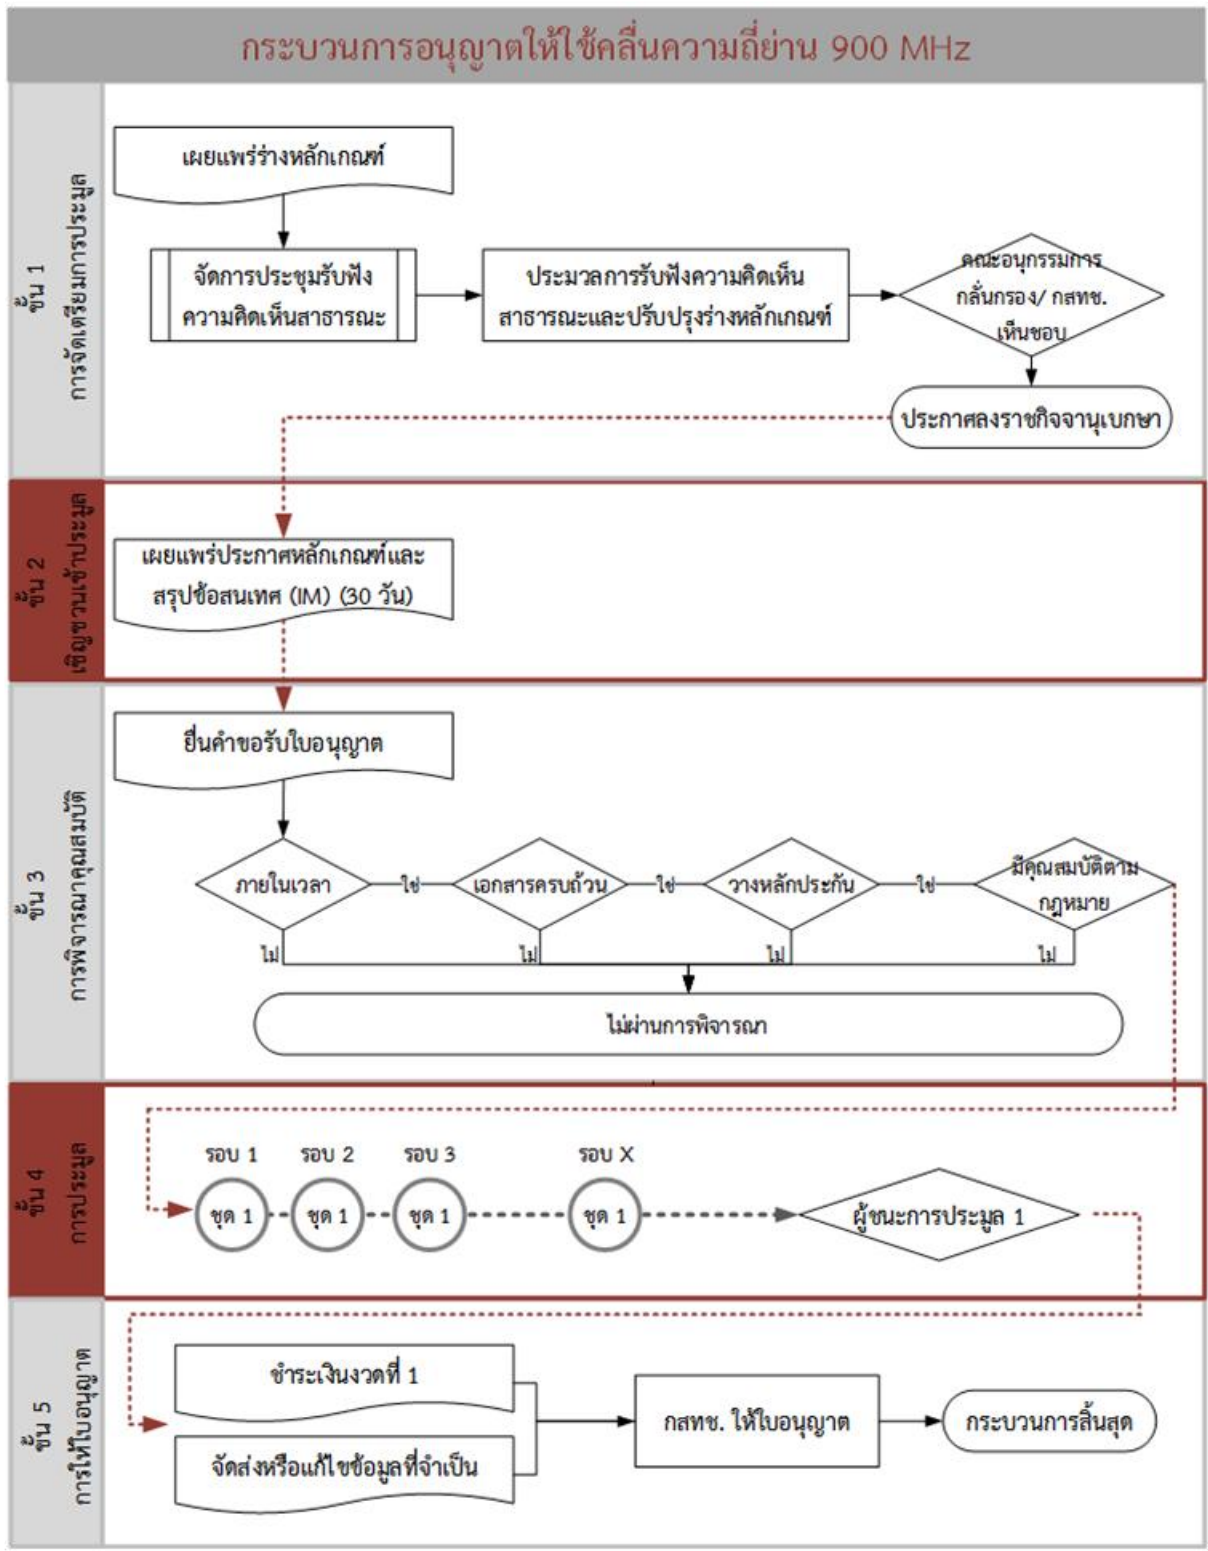 กระบวนการอนุญาตให้ใช้คลื่นความถี่ย่าน 900 MHz
ขั้น 1
การจัดเตรียมการประมูล
เผยแพร่ร่างหลักเกณฑ์
จัดการประชุมรับฟัง
ความคิดเห็นสาธารณะ
ประมวลการรับฟังความคิดเห็น
สาธารณะและปรับปรุงร่างหลักเกณฑ์
คณะอนุกรรมการ
กลั่นกรอง/ กสทช.
เห็นชอบ
ประกาศลงราชกิจจานุเบกษา
ขั้น 2
เชิญชวนเข้าประมูล
เผยแพร่ประกาศหลักเกณฑ์และ
สรุปข้อสนเทศ (IM) (30 วัน)
ขั้น 3
การพิจารณาคุณสมบัติ
ยื่นคำขอรับใบอนุญาต
ภายในเวลา
ใช่
เอกสารครบถ้วน
ใช่
วางหลักประกัน
ใช่
มีคุณสมบัติตาม
กฎหมาย
ไม่
ไม่
ไม่
ไม่
ไม่ผ่านการพิจารณา
ขั้น 4
การประมูล
รอบ 1
รอบ 2
รอบ 3
รอบ X
ชุด 1
ชุด 1
ชุด 1
ชุด 1
ผู้ชนะการประมูล 1
ขั้น 5
การให้ใบอนุญาต
ชำระเงินงวดที่ 1
จัดส่งหรือแก้ไขข้อมูลที่จำเป็น
กสทช. ให้ใบอนุญาต
กระบวนการสิ้นสุด